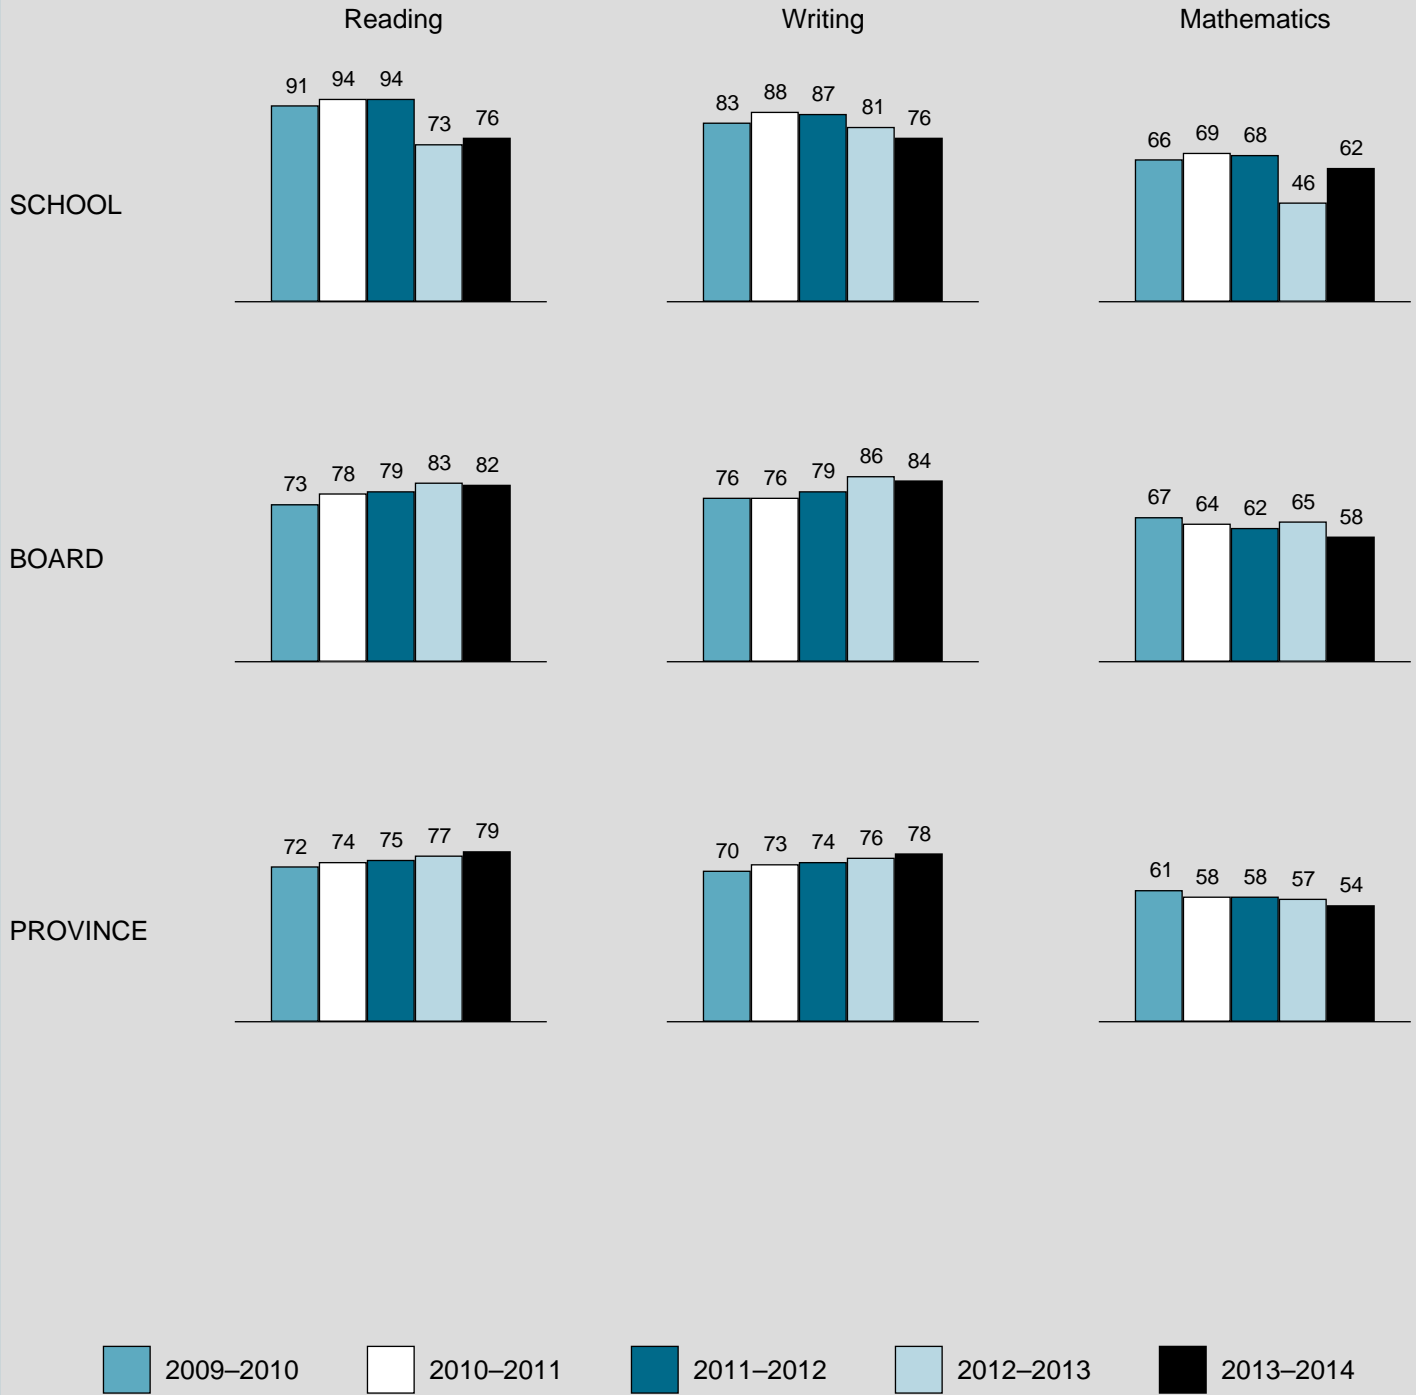 Reading Writing Mathematics
SCHOOL
91 94 94 73 76
83 88 87 81 76
66 69 68 46 62
BOARD
73 78 79 83 82
76 76 79 86 84
67 64 62 65 58
PROVINCE
72 74 75 77 79
70 73 74 76 78
61 58 58 57 54
2009–2010 2010–2011 2011–2012 2012–2013 2013–2014